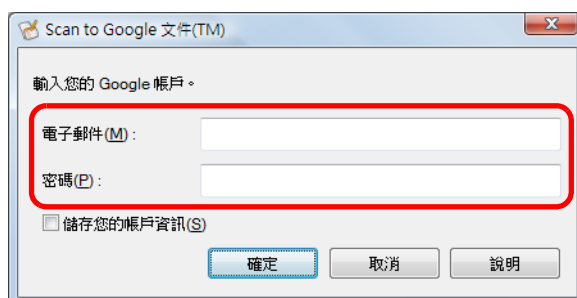 Scan to Google 文件(TM)
輸入您的 Google 帳戶。
電子郵件(M) :
密碼(P) :
儲存您的帳戶資訊(S)
確定 取消 說明